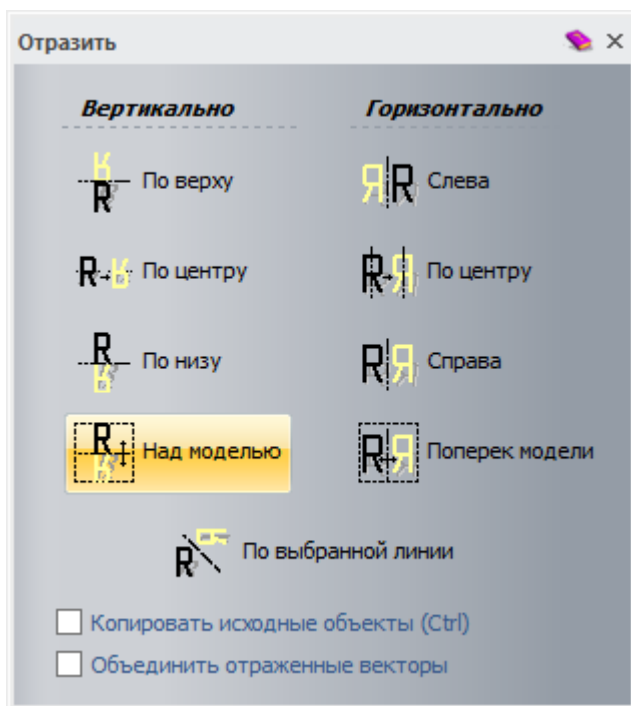 Отразить
Вертикально Горизонтально
По верху Слева
По центру По центру
По низу Справа
Над моделью Поперек модели
По выбранной линии
Копировать исходные объекты (Ctrl)
Объединить отраженные векторы